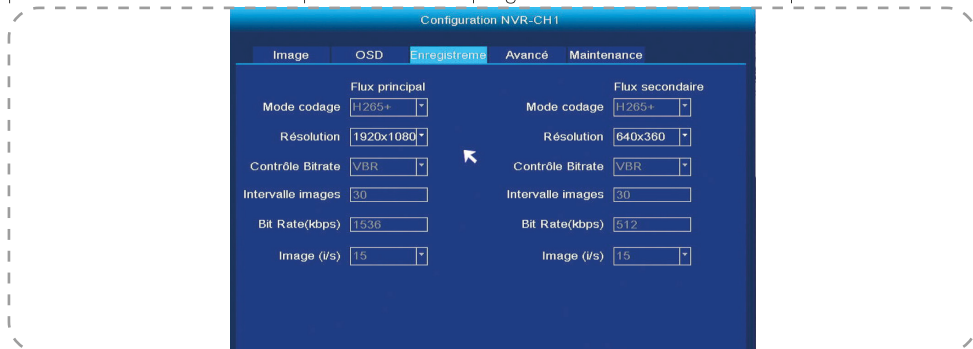 Configuration NVR-CH1
Image OSD Enregistreme Avancé Maintenance
Flux principal Flux secondaire
Mode codage H265+ Mode codage H265+
Résolution 1920x1080 Résolution 640x360
Contrôle Bitrate VBR Contrôle Bitrate VBR
Intervalle images 30 Intervalle images 30
Bit Rate(kbps) 1536 Bit Rate(kbps) 512
Image (i/s) 15 Image (i/s) 15